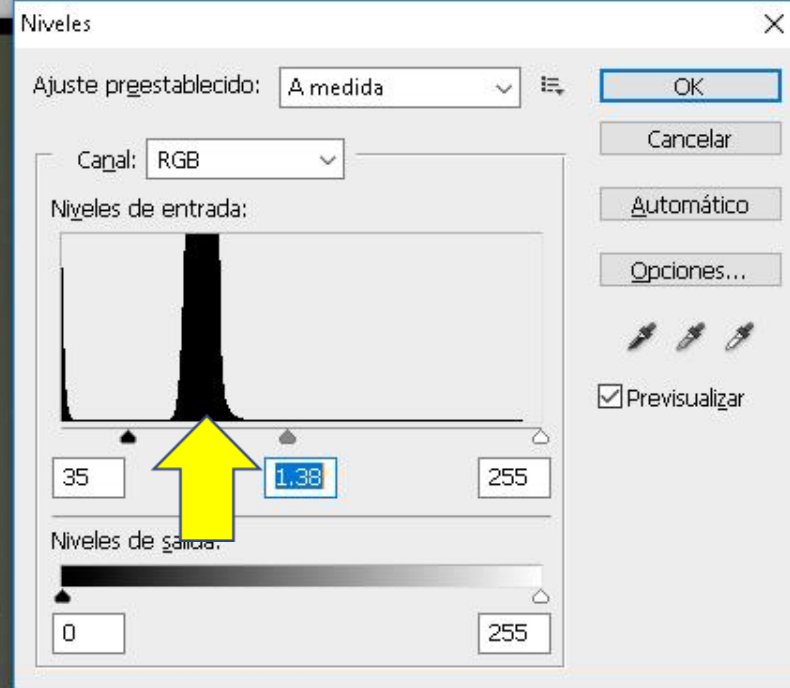 Niveles
Ajuste preestablecido: A medida
OK
Cancelar
Canal: RGB
Niveles de entrada:
Automático
Opciones...
Previsualizar
35 1.38 255
Niveles de salida:
0 255